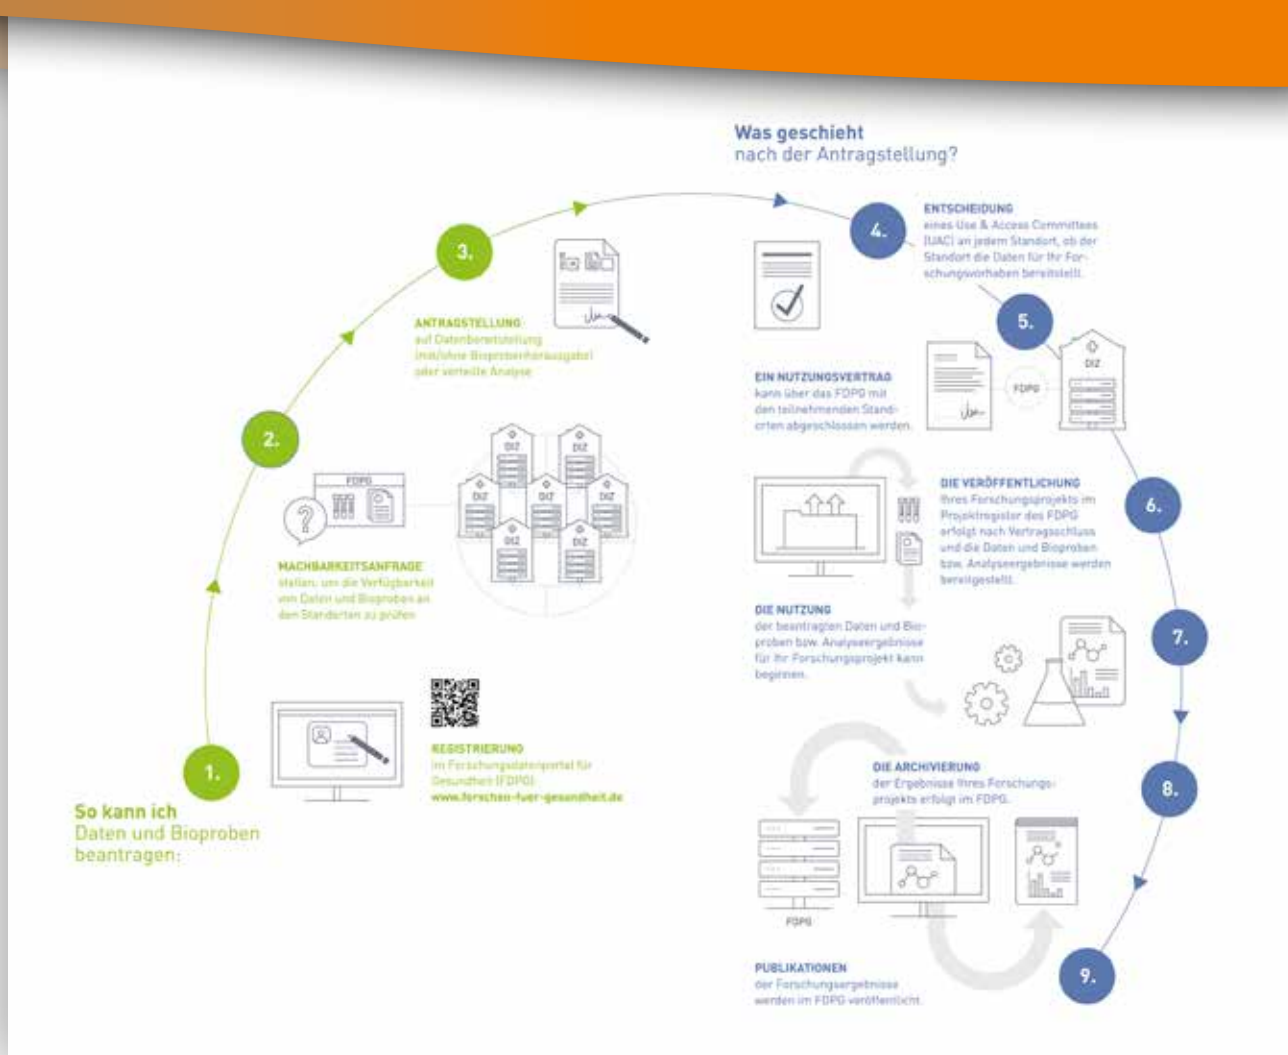 So kann ich
Daten und Bioproben
beantragen:
1.
REGISTRIERUNG
im Forschungsdatenportal für
Gesundheit (FDPG):
www.forschen-fuer-gesundheit.de
2.
FDPG
?
DIZ
DIZ
DIZ
DIZ
DIZ
DIZ
DIZ
MACHBARKEITSANFRAGE
stellen, um die Verfügbarkeit
von Daten und Bioproben an
den Standorten zu prüfen
3.
ANTRAGSTELLUNG
auf Datenbereitstellung
(mit/ohne Bioprobenherausgabe)
oder verteilte Analyse
Was geschieht
nach der Antragstellung?
4.
ENTSCHEIDUNG
eines Use & Access Committees
(UAC) an jedem Standort, ob der
Standort die Daten für Ihr For-
schungsvorhaben bereitstellt.
5.
EIN NUTZUNGSVERTRAG
kann über das FDPG mit
den teilnehmenden Stand-
orten abgeschlossen werden.
FDPG
DIZ
6.
DIE VERÖFFENTLICHUNG
Ihres Forschungsprojekts im
Projektregister des FDPG
erfolgt nach Vertragsschluss
und die Daten und Bioproben
bzw. Analyseergebnisse werden
bereitgestellt.
7.
DIE NUTZUNG
der beantragten Daten und Bio-
proben bzw. Analyseergebnisse
für Ihr Forschungsprojekt kann
beginnen.
8.
DIE ARCHIVIERUNG
der Ergebnisse Ihres Forschungs-
projekts erfolgt im FDPG.
FDPG
9.
PUBLIKATIONEN
der Forschungsergebnisse
werden im FDPG veröffentlicht.